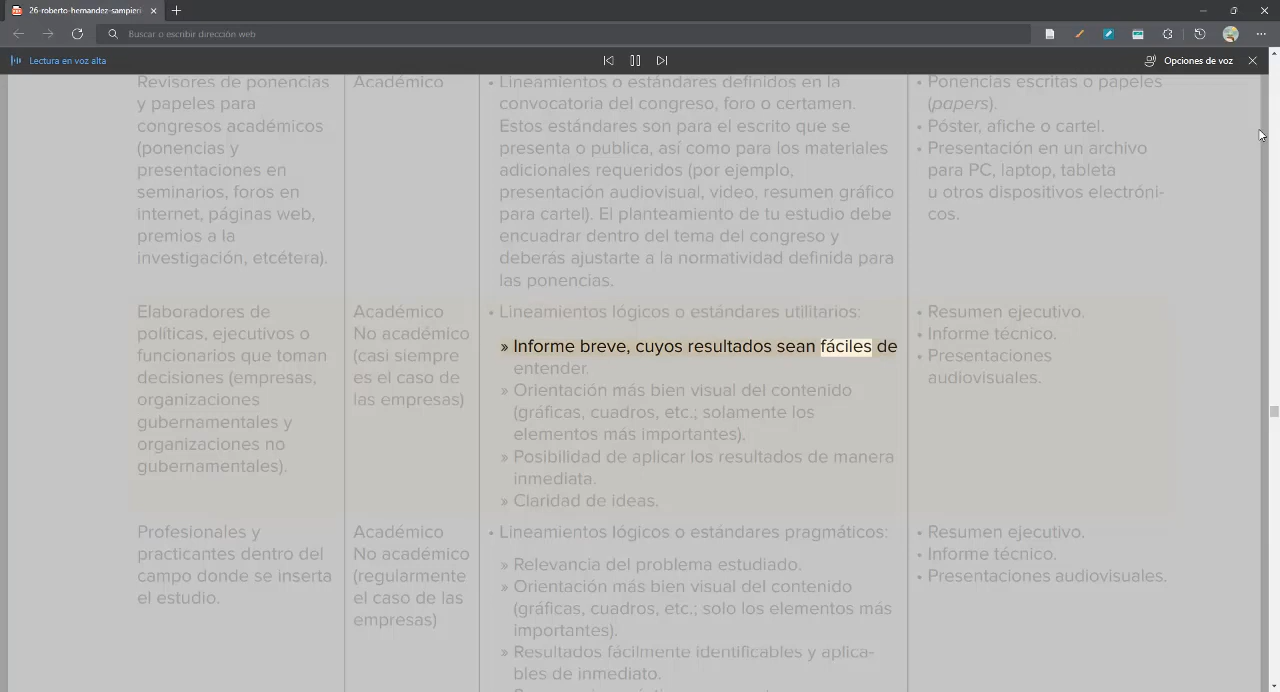 26-roberto-hernandez-sampieri
Buscar o escribir dirección web
Lectura en voz alta
Opciones de voz
Revisores de ponencias
y papeles para
congresos académicos
(ponencias y
presentaciones en
seminarios, foros en
internet, páginas web,
premios a la
investigación, etcétera).
Académico
• Lineamientos o estándares definidos en la
convocatoria del congreso, foro o certamen.
Estos estándares son para el escrito que se
presenta o publica, así como para los materiales
adicionales requeridos (por ejemplo,
presentación audiovisual, video, resumen gráfico
para cartel). El planteamiento de tu estudio debe
encuadrar dentro del tema del congreso y
deberás ajustarte a la normatividad definida para
las ponencias.
• Ponencias escritas o papeles
(papers).
• Póster, afiche o cartel.
• Presentación en un archivo
para PC, laptop, tableta
u otros dispositivos electróni-
cos.
Elaboradores de
políticas, ejecutivos o
funcionarios que toman
decisiones (empresas,
organizaciones
gubernamentales y
organizaciones no
gubernamentales).
Académico
No académico
(casi siempre
es el caso de
las empresas)
• Lineamientos lógicos o estándares utilitarios:
» Informe breve, cuyos resultados sean fáciles de
entender.
» Orientación más bien visual del contenido
(gráficas, cuadros, etc.; solamente los
elementos más importantes).
» Posibilidad de aplicar los resultados de manera
inmediata.
» Claridad de ideas.
• Resumen ejecutivo.
• Informe técnico.
• Presentaciones
audiovisuales.
Profesionales y
practicantes dentro del
campo donde se inserta
el estudio.
Académico
No académico
(regularmente
el caso de las
empresas)
• Lineamientos lógicos o estándares pragmáticos:
» Relevancia del problema estudiado.
» Orientación más bien visual del contenido
(gráficas, cuadros, etc.; solo los elementos más
importantes).
» Resultados fácilmente identificables y aplica-
bles de inmediato.
• Resumen ejecutivo.
• Informe técnico.
• Presentaciones audiovisuales.